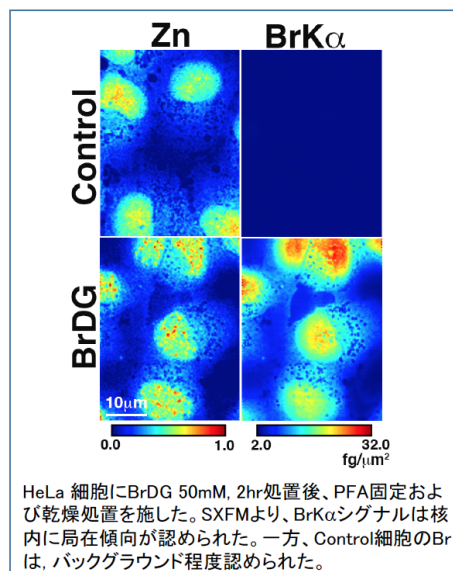 Zn BrKα
Control
BrDG
10μm
0.0 1.0 2.0 32.0
fg/μm²
HeLa 細胞にBrDG 50mM, 2hr処置後、PFA固定およ
び乾燥処置を施した。SXFMより、BrKαシグナルは核
内に局在傾向が認められた。一方、Control細胞のBr
は, バックグラウンド程度認められた。